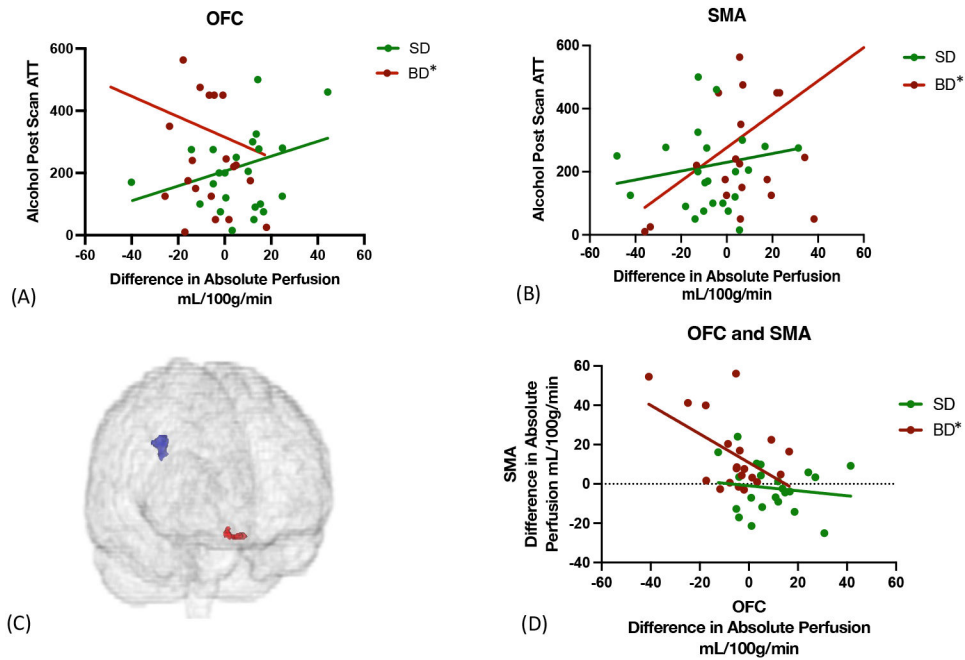 OFC
600
400
200
0
Alcohol Post Scan ATT
-60 -40 -20 0 20 40 60
Difference in Absolute Perfusion
mL/100g/min
SD
BD*
(A)
SMA
600
400
200
0
Alcohol Post Scan ATT
-60 -40 -20 0 20 40 60
Difference in Absolute Perfusion
mL/100g/min
SD
BD*
(B)
(C)
OFC and SMA
60
40
20
0
-20
-40
SMA
Difference in Absolute
Perfusion mL/100g/min
-60 -40 -20 0 20 40 60
OFC
Difference in Absolute Perfusion
mL/100g/min
SD
BD*
(D)